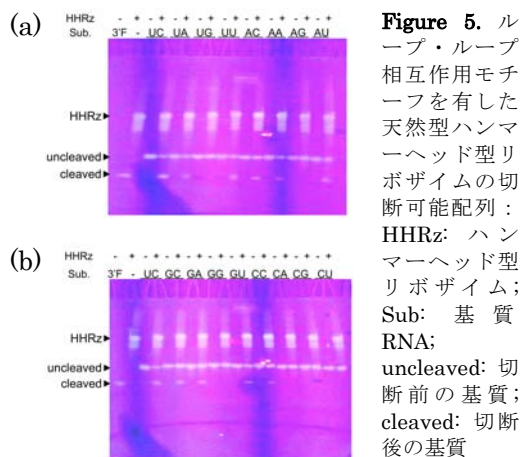 (a)
HHRz - + - + - + - + - + - + - + - + - +
Sub. 3'F - UC UA UG UU AC AA AG AU
HHRz
uncleaved
cleaved
(b)
HHRz - + - + - + - + - + - + - + - + - + - +
Sub. 3'F - UC GC GA GG GU CC CA CG CU
HHRz
uncleaved
cleaved
Figure 5. ル
ープ・ループ
相互作用モチ
ーフを有した
天然型ハンマ
ーヘッド型リ
ボザイムの切
断可能配列：
HHRz: ハン
マーヘッド型
リボザイム;
Sub: 基質
RNA;
uncleaved: 切
断前の基質;
cleaved: 切断
後の基質